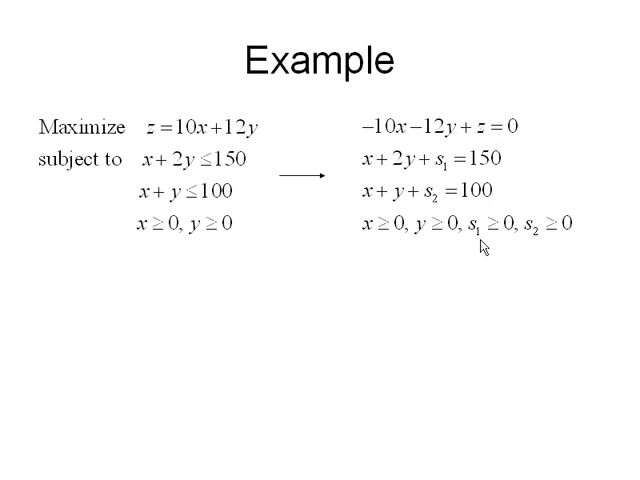 Example
Maximize z = 10x + 12y
subject to x + 2y ≤ 150
x + y ≤ 100
x ≥ 0, y ≥ 0
−10x − 12y + z = 0
x + 2y + s₁ = 150
x + y + s₂ = 100
x ≥ 0, y ≥ 0, s₁ ≥ 0, s₂ ≥ 0